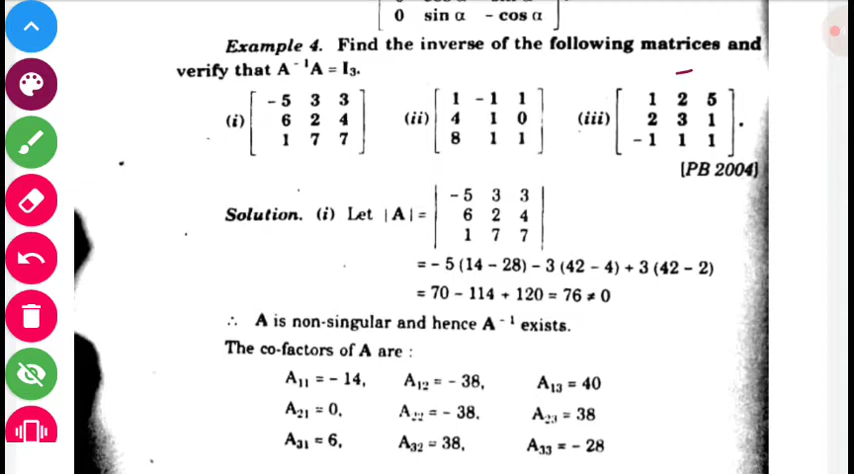 0 sin α - cos α
Example 4. Find the inverse of the following matrices and
verify that A⁻¹A = I₃.
(i) [ - 5 3 3 ] (ii) [ 1 - 1 1 ] (iii) [ 1 2 5 ] .
[ 6 2 4 ] [ 4 1 0 ] [ 2 3 1 ]
[ 1 7 7 ] [ 8 1 1 ] [ - 1 1 1 ]
[PB 2004]
Solution. (i) Let |A| = | - 5 3 3 |
| 6 2 4 |
| 1 7 7 |
= - 5 (14 - 28) - 3 (42 - 4) + 3 (42 - 2)
= 70 - 114 + 120 = 76 ≠ 0
∴ A is non-singular and hence A⁻¹ exists.
The co-factors of A are :
A₁₁ = - 14, A₁₂ = - 38, A₁₃ = 40
A₂₁ = 0, A₂₂ = - 38. A₂₃ = 38
A₃₁ = 6, A₃₂ = 38, A₃₃ = - 28